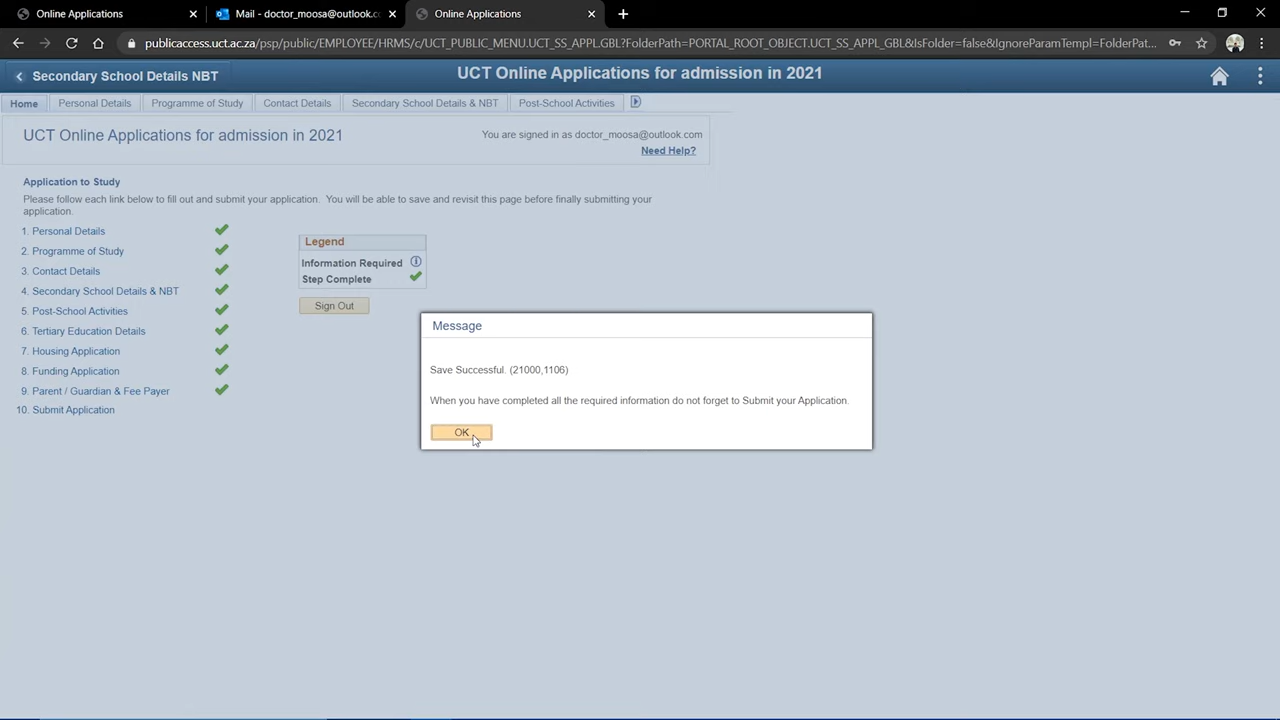 Online Applications
Mail - doctor_moosa@outlook.co
Online Applications
publicaccess.uct.ac.za/psp/public/EMPLOYEE/HRMS/c/UCT_PUBLIC_MENU.UCT_SS_APPL.GBL?FolderPath=PORTAL_ROOT_OBJECT.UCT_SS_APPL_GBL&IsFolder=false&IgnoreParamTempl=FolderPat...
Secondary School Details NBT
UCT Online Applications for admission in 2021
Home
Personal Details
Programme of Study
Contact Details
Secondary School Details & NBT
Post-School Activities
UCT Online Applications for admission in 2021
You are signed in as doctor_moosa@outlook.com
Need Help?
Application to Study
Please follow each link below to fill out and submit your application. You will be able to save and revisit this page before finally submitting your
application.
1. Personal Details
2. Programme of Study
3. Contact Details
4. Secondary School Details & NBT
5. Post-School Activities
6. Tertiary Education Details
7. Housing Application
8. Funding Application
9. Parent / Guardian & Fee Payer
10. Submit Application
Legend
Information Required
Step Complete
Sign Out
Message
Save Successful. (21000,1106)
When you have completed all the required information do not forget to Submit your Application.
OK